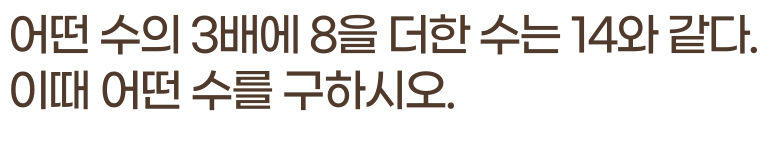 어떤 수의 3배에 8을 더한 수는 14와 같다.
이때 어떤 수를 구하시오.